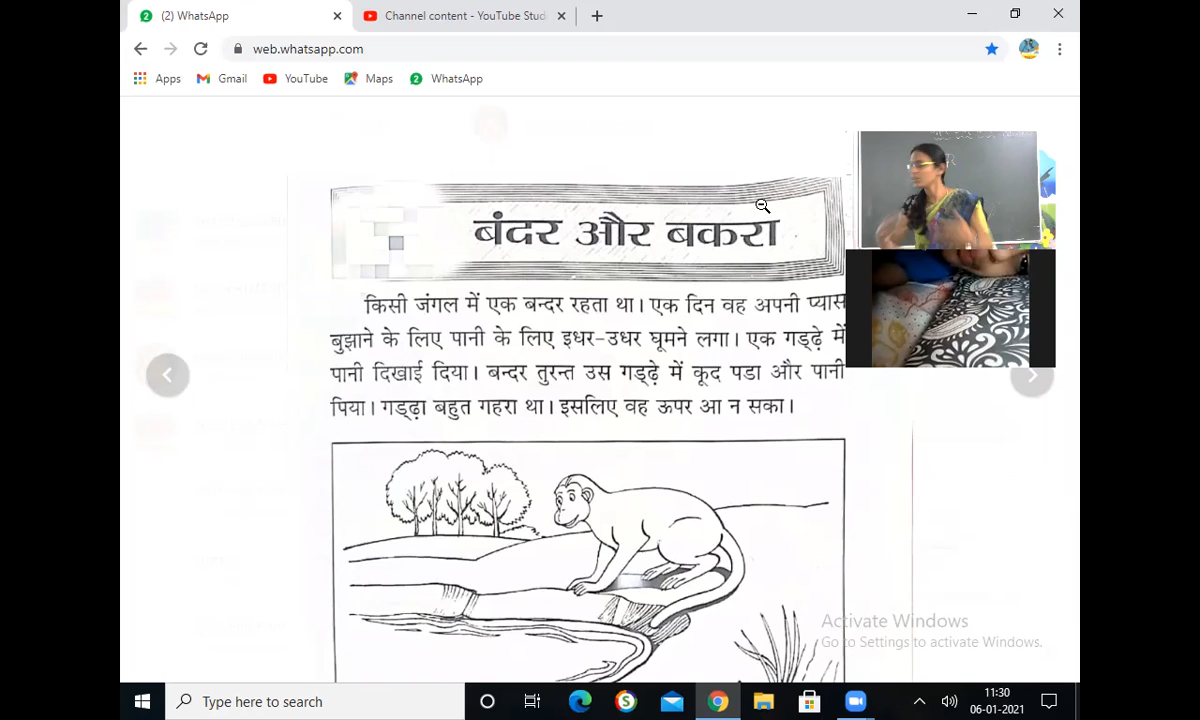 (2) WhatsApp
Channel content - YouTube Stud
web.whatsapp.com
Apps Gmail YouTube Maps WhatsApp
बंदर और बकरा
किसी जंगल में एक बन्दर रहता था। एक दिन वह अपनी प्यास
बुझाने के लिए पानी के लिए इधर-उधर घूमने लगा। एक गड्ढ़े में
पानी दिखाई दिया। बन्दर तुरन्त उस गड्ढ़े में कूद पडा और पानी
पिया। गड्ढ़ा बहुत गहरा था। इसलिए वह ऊपर आ न सका।
Activate Windows
Go to Settings to activate Windows.
Type here to search
11:30
06-01-2021